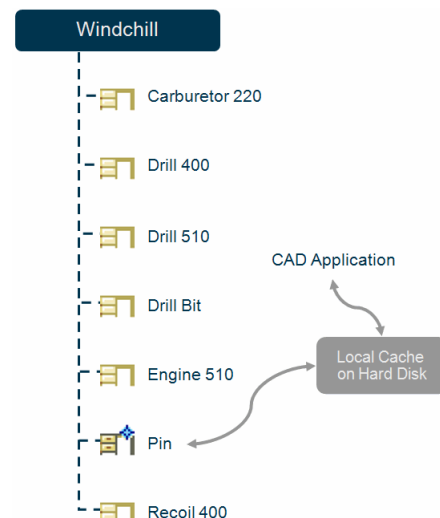 Windchill
Carburetor 220
Drill 400
Drill 510
CAD Application
Drill Bit
Local Cache
on Hard Disk
Engine 510
Pin
Recoil 400